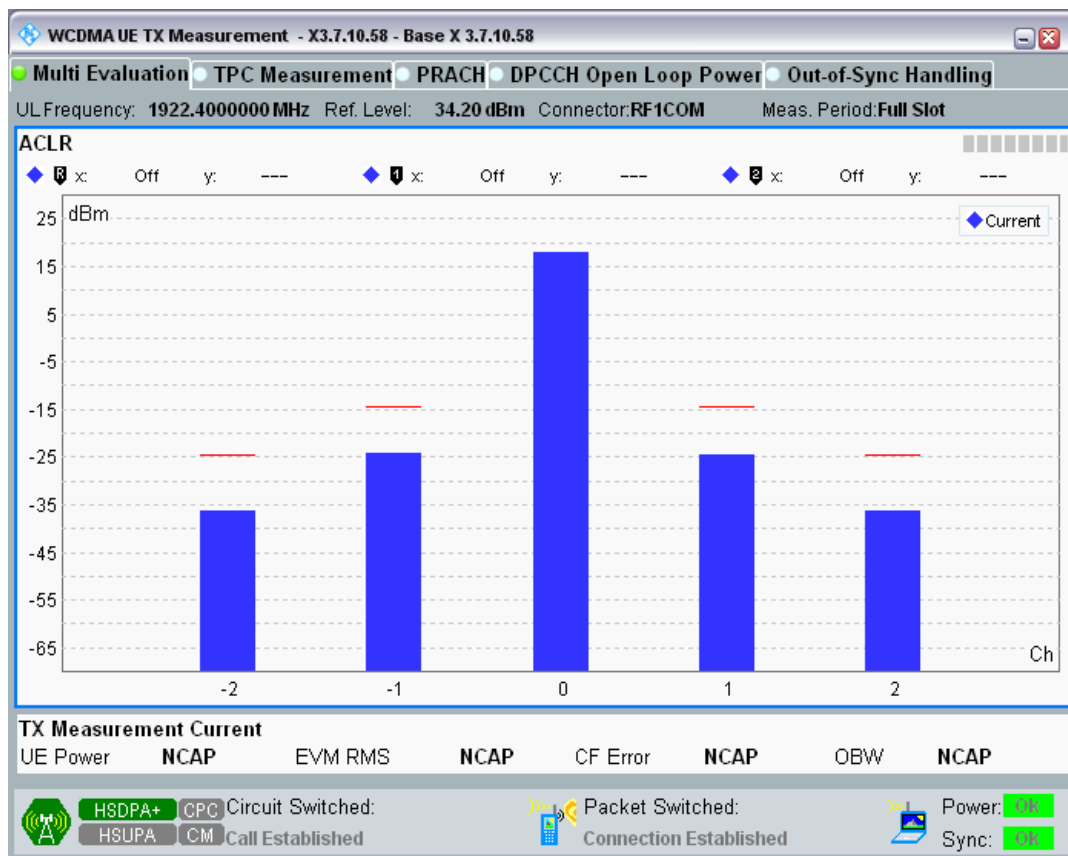 WCDMA UE TX Measurement - X3.7.10.58 - Base X 3.7.10.58
Multi Evaluation TPC Measurement PRACH DPCCH Open Loop Power Out-of-Sync Handling
UL Frequency: 1922.4000000 MHz Ref. Level: 34.20 dBm Connector:RF1COM Meas. Period:Full Slot
ACLR
R x: Off y: --- 1 x: Off y: --- 2 x: Off y: ---
dBm
Current
25
15
5
-5
-15
-25
-35
-45
-55
-65
Ch
-2 -1 0 1 2
TX Measurement Current
UE Power NCAP EVM RMS NCAP CF Error NCAP OBW NCAP
HSDPA+ CPC Circuit Switched: Packet Switched: Power: OK
HSUPA CM Call Established Connection Established Sync: OK